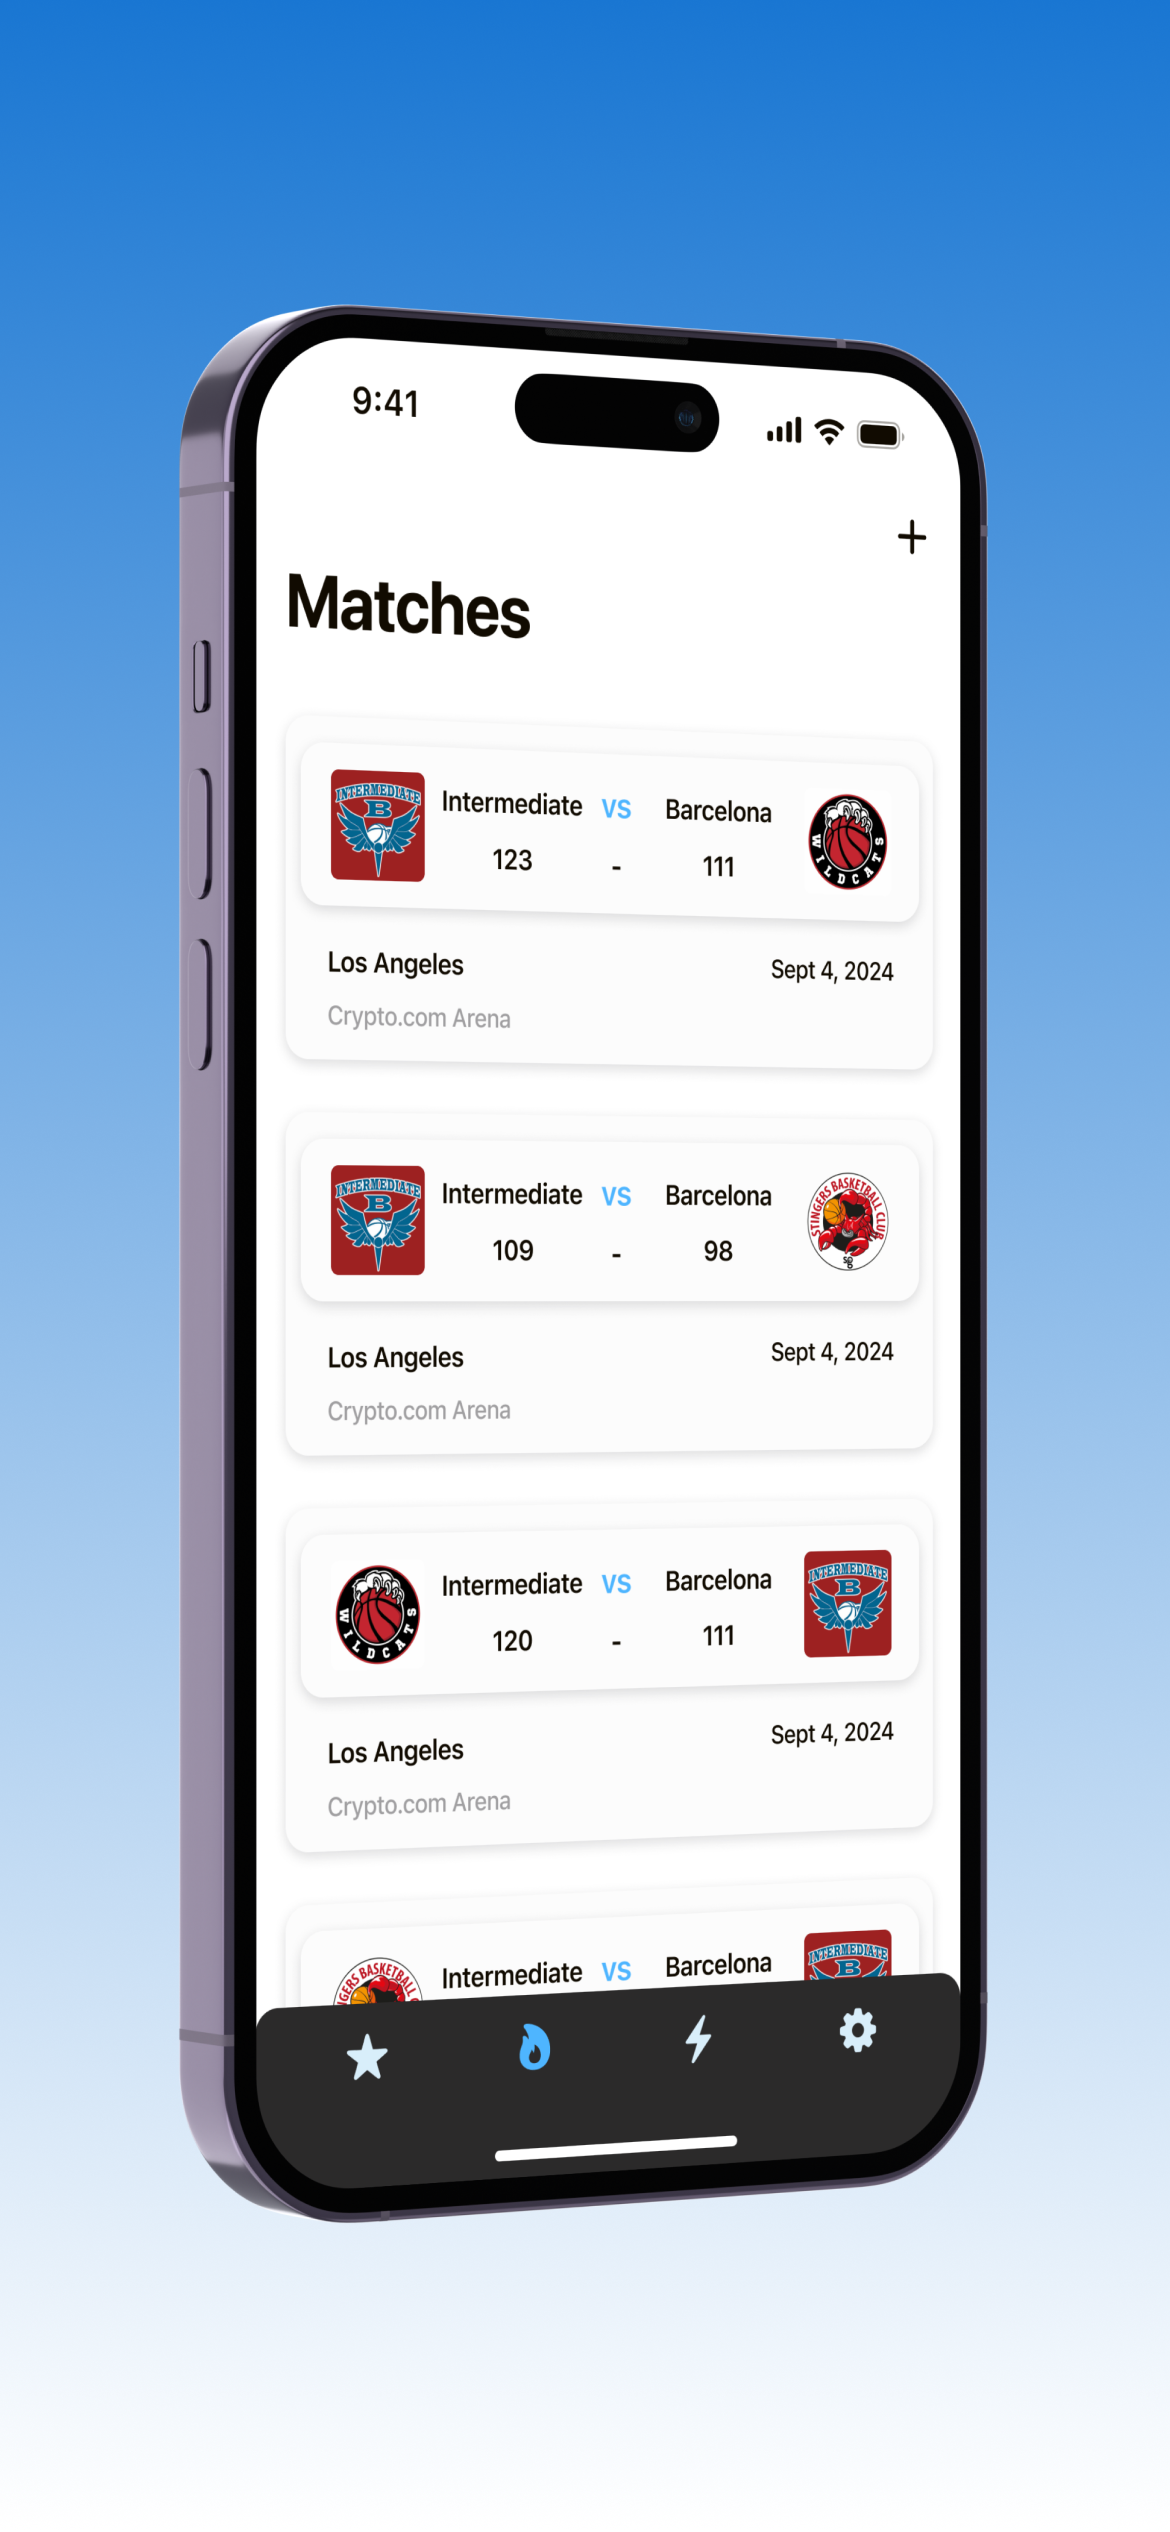 9:41
Matches
INTERMEDIATE
B
Intermediate VS Barcelona
123 - 111
WILDCATS
Los Angeles
Sept 4, 2024
Crypto.com Arena
INTERMEDIATE
B
Intermediate VS Barcelona
109 - 98
STINGERS BASKETBALL CLUB
Los Angeles
Sept 4, 2024
Crypto.com Arena
WILDCATS
Intermediate VS Barcelona
120 - 111
INTERMEDIATE
B
Los Angeles
Sept 4, 2024
Crypto.com Arena
NGERS BASKETBALL C
Intermediate VS Barcelona
INTERMEDIATE
B